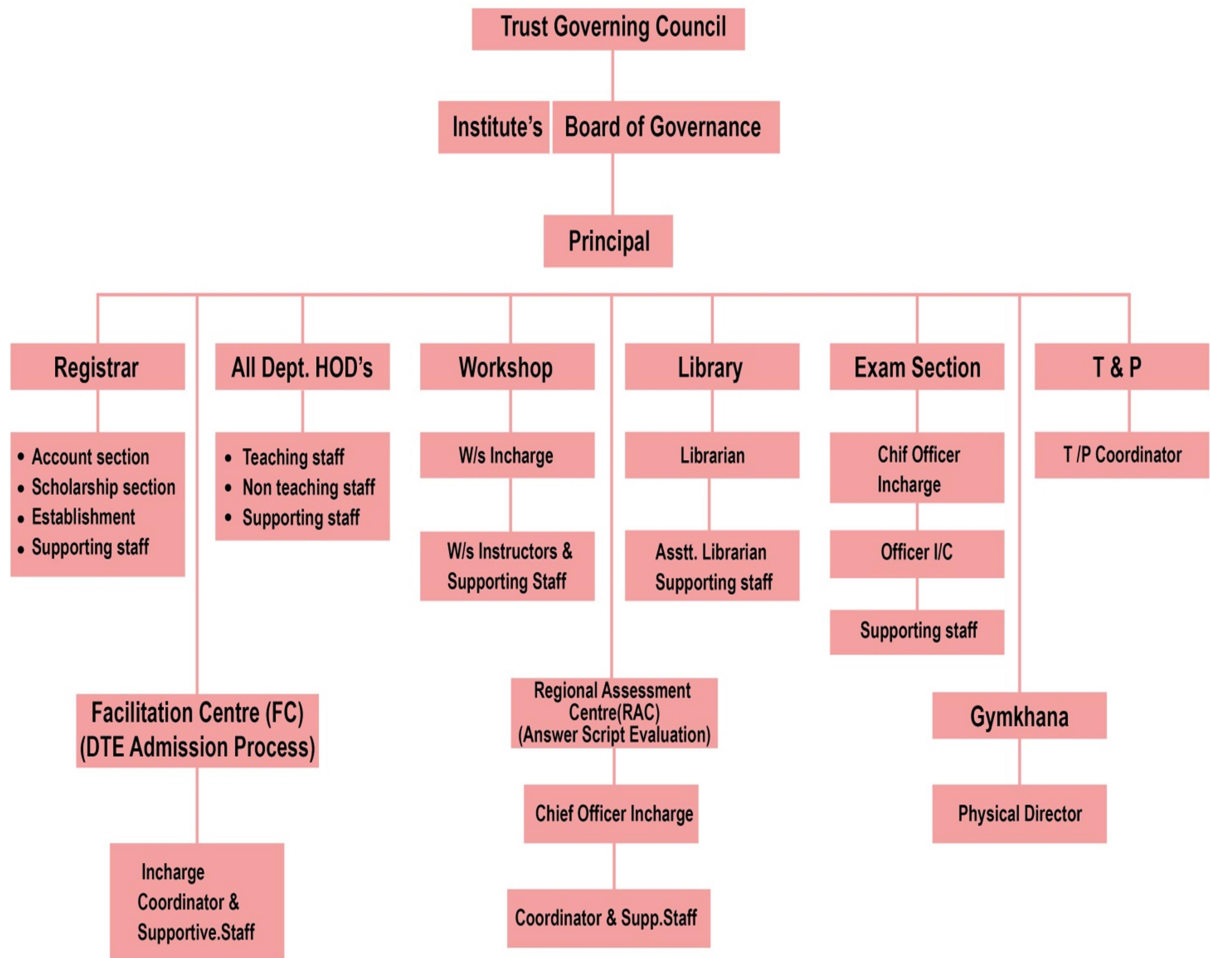 Trust Governing Council
Institute's Board of Governance
Principal
Registrar
• Account section
• Scholarship section
• Establishment
• Supporting staff
All Dept. HOD's
• Teaching staff
• Non teaching staff
• Supporting staff
Workshop
W/s Incharge
W/s Instructors &
Supporting Staff
Library
Librarian
Asstt. Librarian
Supporting staff
Exam Section
Chif Officer
Incharge
Officer I/C
Supporting staff
T & P
T /P Coordinator
Facilitation Centre (FC)
(DTE Admission Process)
Incharge
Coordinator &
Supportive.Staff
Regional Assessment
Centre(RAC)
(Answer Script Evaluation)
Chief Officer Incharge
Coordinator & Supp.Staff
Gymkhana
Physical Director